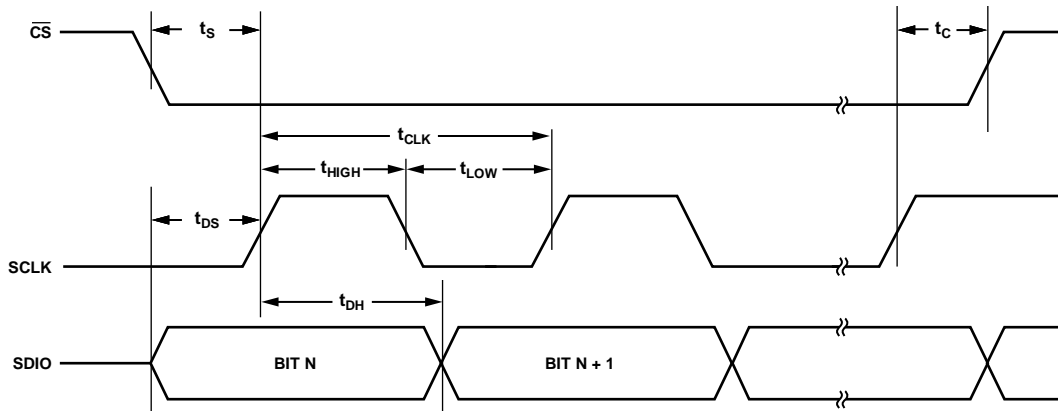 CS
tS
tC
tCLK
tHIGH
tLOW
tDS
SCLK
tDH
SDIO
BIT N
BIT N + 1